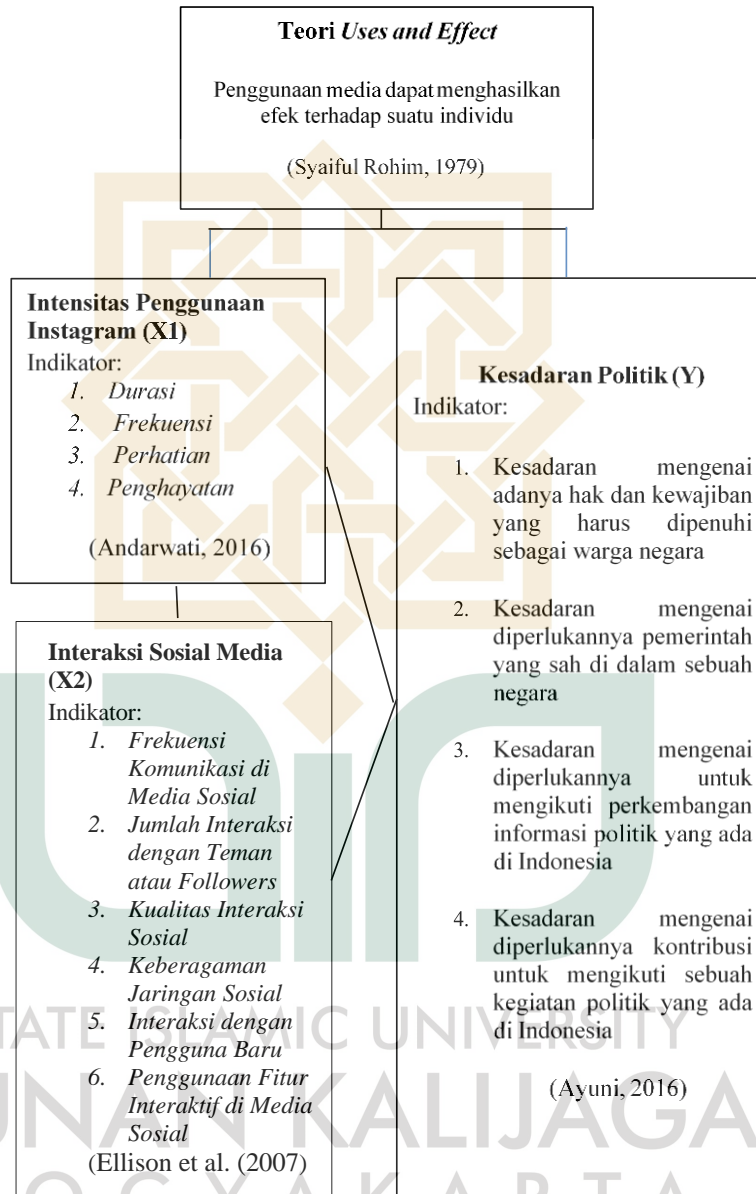 Teori Uses and Effect
Penggunaan media dapat menghasilkan
efek terhadap suatu individu
(Syaiful Rohim, 1979)
Intensitas Penggunaan
Instagram (X1)
Indikator:
1. Durasi
2. Frekuensi
3. Perhatian
4. Penghayatan
(Andarwati, 2016)
Interaksi Sosial Media
(X2)
Indikator:
1. Frekuensi
Komunikasi di
Media Sosial
2. Jumlah Interaksi
dengan Teman
atau Followers
3. Kualitas Interaksi
Sosial
4. Keberagaman
Jaringan Sosial
5. Interaksi dengan
Pengguna Baru
6. Penggunaan Fitur
Interaktif di Media
Sosial
(Ellison et al. (2007)
Kesadaran Politik (Y)
Indikator:
1. Kesadaran mengenai
adanya hak dan kewajiban
yang harus dipenuhi
sebagai warga negara
2. Kesadaran mengenai
diperlukannya pemerintah
yang sah di dalam sebuah
negara
3. Kesadaran mengenai
diperlukannya untuk
mengikuti perkembangan
informasi politik yang ada
di Indonesia
4. Kesadaran mengenai
diperlukannya kontribusi
untuk mengikuti sebuah
kegiatan politik yang ada
di Indonesia
(Ayuni, 2016)
TATE ISLAMIC UNIVERSITY
UNAN KALIJAGA
OGYAKARTA